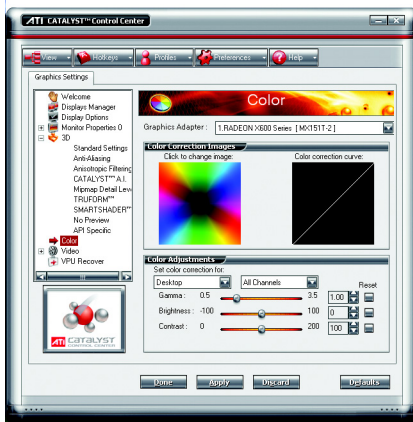 ATI CATALYST™ Control Center
View Hotkeys Profiles Preferences Help
Graphics Settings
Welcome
Displays Manager
Display Options
Monitor Properties 0
3D
Standard Settings
Anti-Aliasing
Anisotropic Filtering
CATALYST™ A.I.
Mipmap Detail Leve
TRUFORM™
SMARTSHADER™
No Preview
API Specific
Color
Video
VPU Recover
ATI CATALYST
CONTROL CENTER
Color
Graphics Adapter : 1.RADEON X600 Series [ MX151T-2 ]
Color Correction Images
Click to change image: Color correction curve:
Color Adjustments
Set color correction for:
Desktop All Channels Reset
Gamma : 0.5 3.5 1.00
Brightness : -100 100 0
Contrast : 0 200 100
Done Apply Discard Defaults